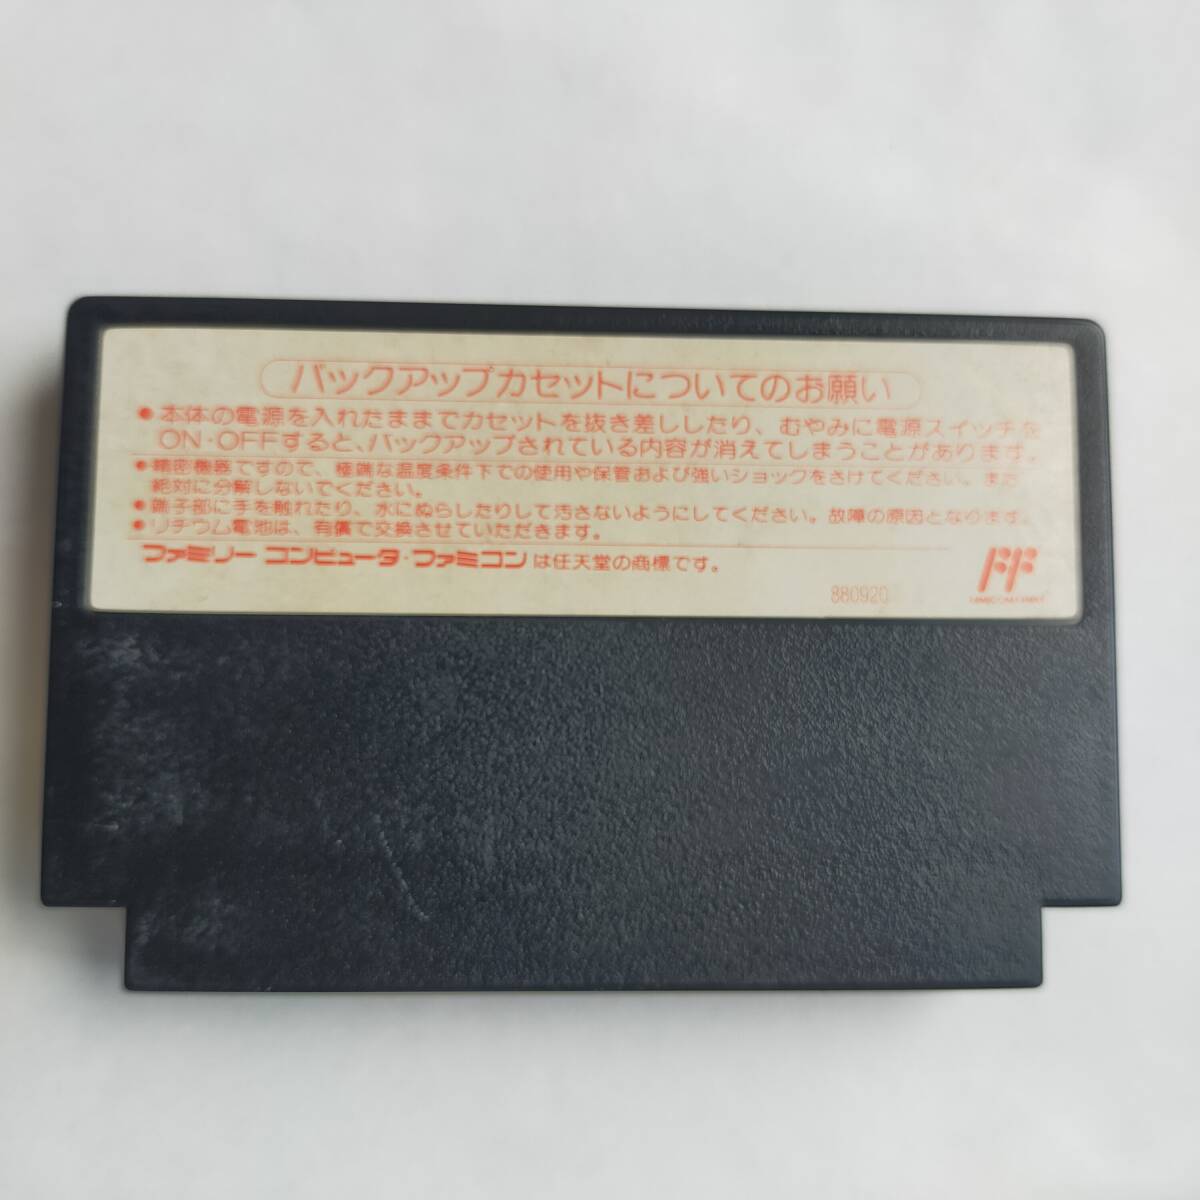 バックアップカセットについてのお願い
●本体の電源を入れたままでカセットを抜き差ししたり、むやみに電源スイッチを
ON·OFFすると、バックアップされている内容が消えてしまうことがあります。
●精密機器ですので、極端な温度条件下での使用や保管および強いショックをさけてください。また
絶対に分解しないでください。
●端子部に手を触れたり、水にぬらしたりして汚さないようにしてください。故障の原因となります。
●リチウム電池は、有償で交換させていただきます。
ファミリー コンピュータ·ファミコン は任天堂の商標です。
880920
FF